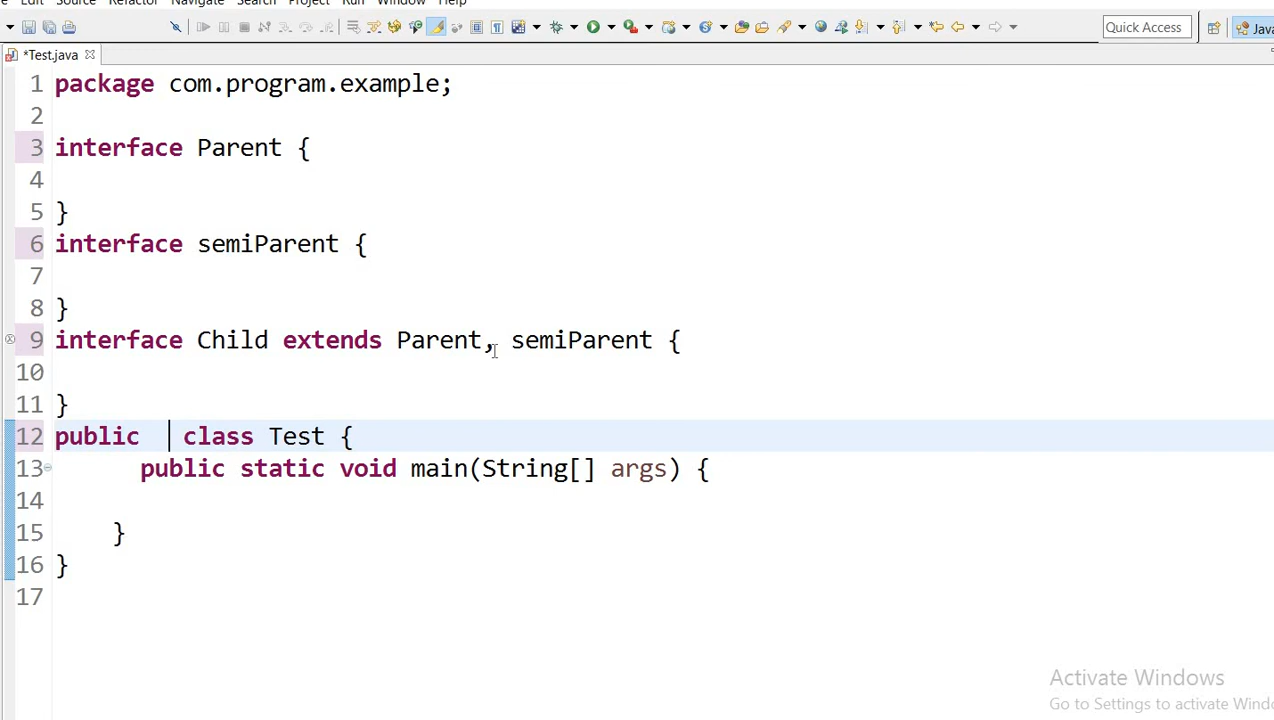 Edit Source Refactor Navigate Search Project Run Window Help
Quick Access
Java
*Test.java
1 package com.program.example;
2
3 interface Parent {
4
5 }
6 interface semiParent {
7
8 }
9 interface Child extends Parent, semiParent {
10
11 }
12 public class Test {
13 public static void main(String[] args) {
14
15 }
16 }
17
Activate Windows
Go to Settings to activate Wind